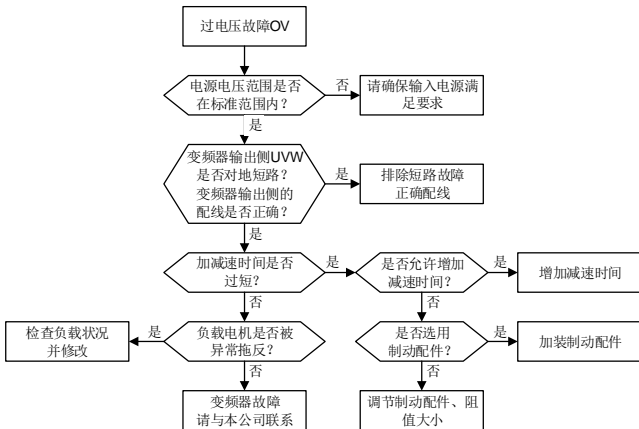 过电压故障OV
电源电压范围是否
在标准范围内？
否
请确保输入电源满
足要求
是
变频器输出侧UVW
是否对地短路？
变频器输出侧的
配线是否正确？
是
排除短路故障
正确配线
是
加减速时间是否
过短？
是
是否允许增加
减速时间？
是
增加减速时间
否
否
检查负载状况
并修改
是
负载电机是否被
异常拖反？
是否选用
制动配件？
是
加装制动配件
否
否
变频器故障
请与本公司联系
调节制动配件、阻
值大小